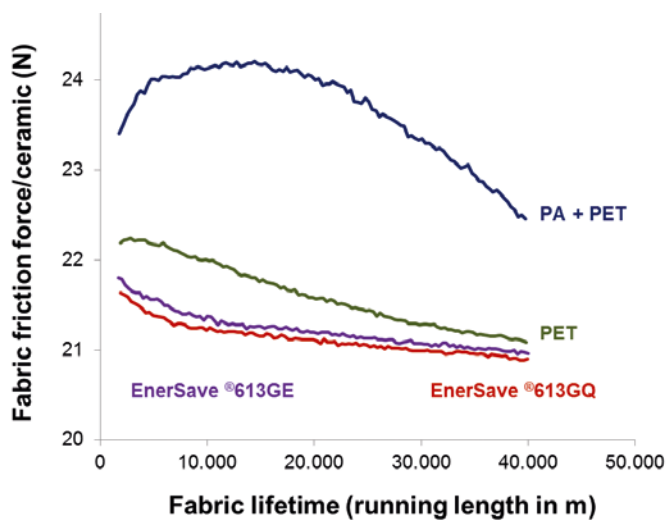 Fabric friction force/ceramic (N)
24
23
22
21
20
PA + PET
PET
EnerSave ®613GE
EnerSave ®613GQ
0
10.000
20.000
30.000
40.000
50.000
Fabric lifetime (running length in m)